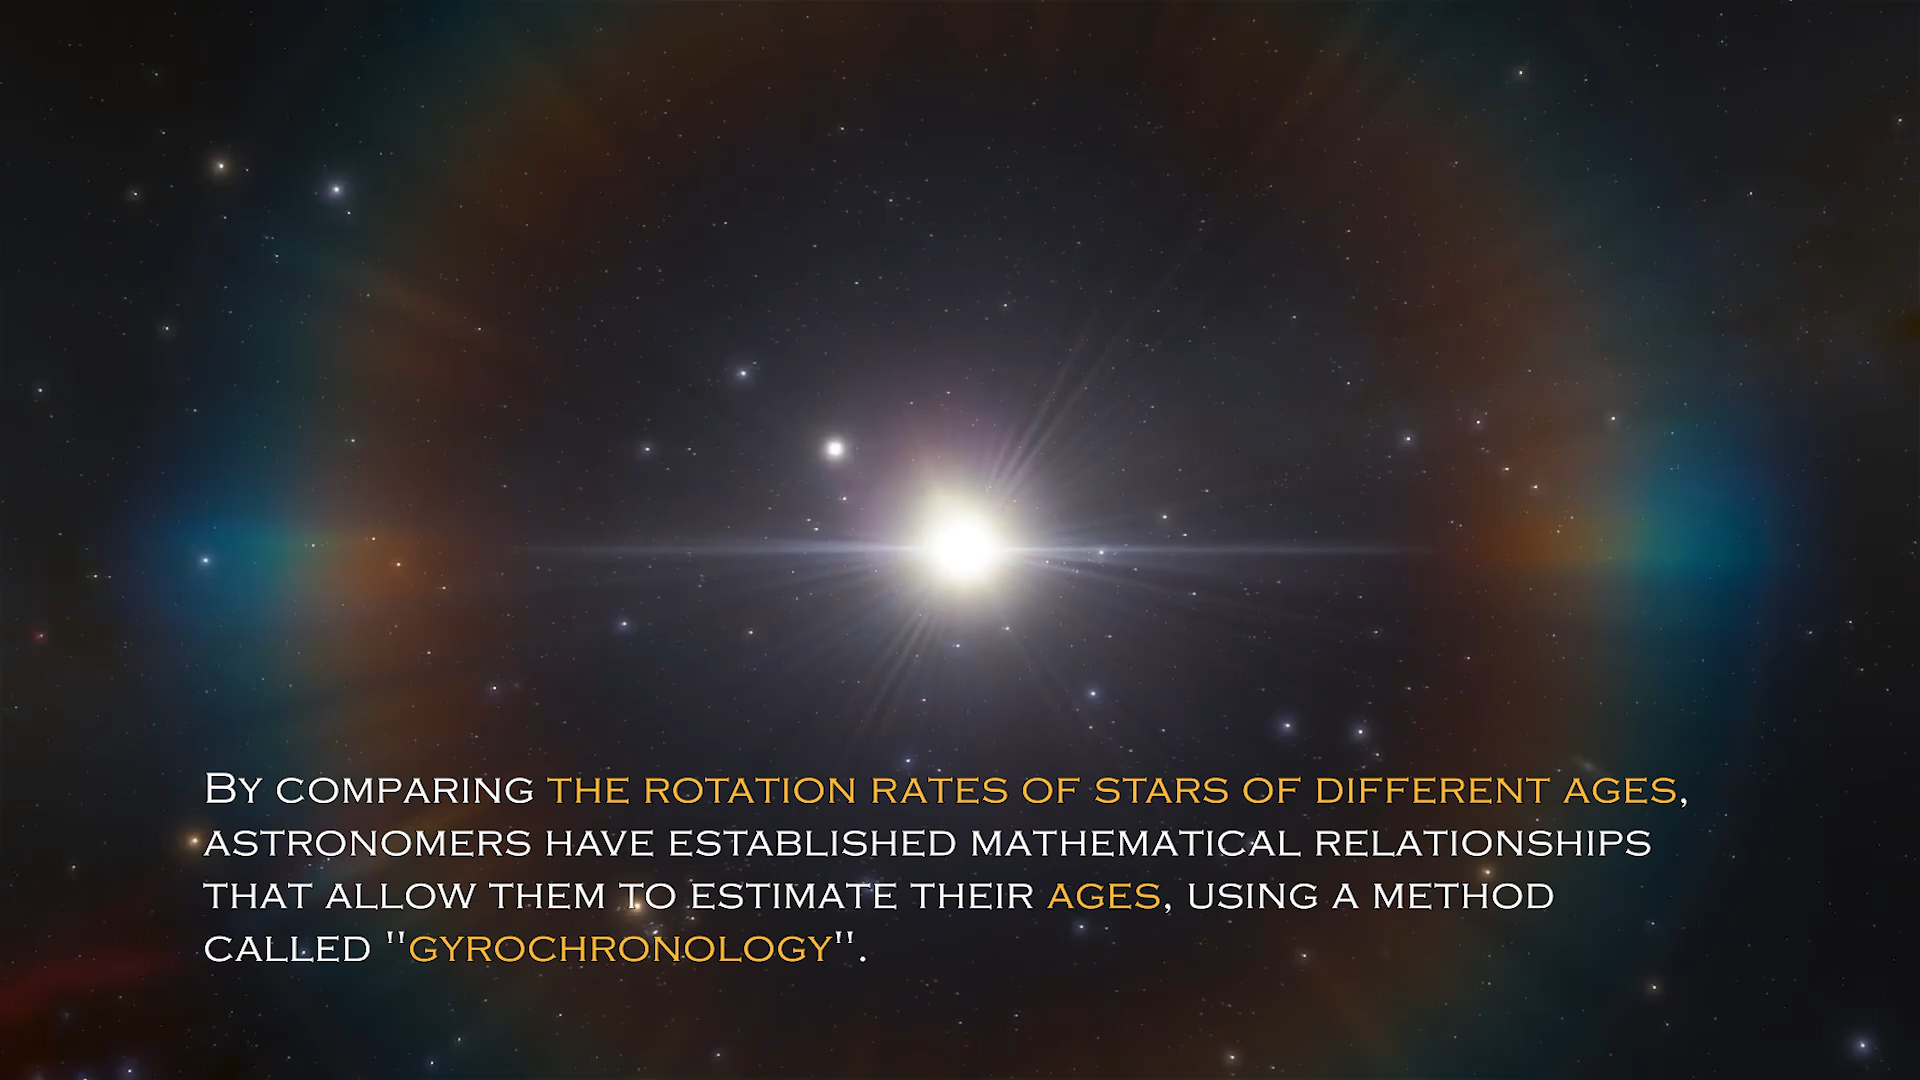 By comparing the rotation rates of stars of different ages,
astronomers have established mathematical relationships
that allow them to estimate their ages, using a method
called "gyrochronology".